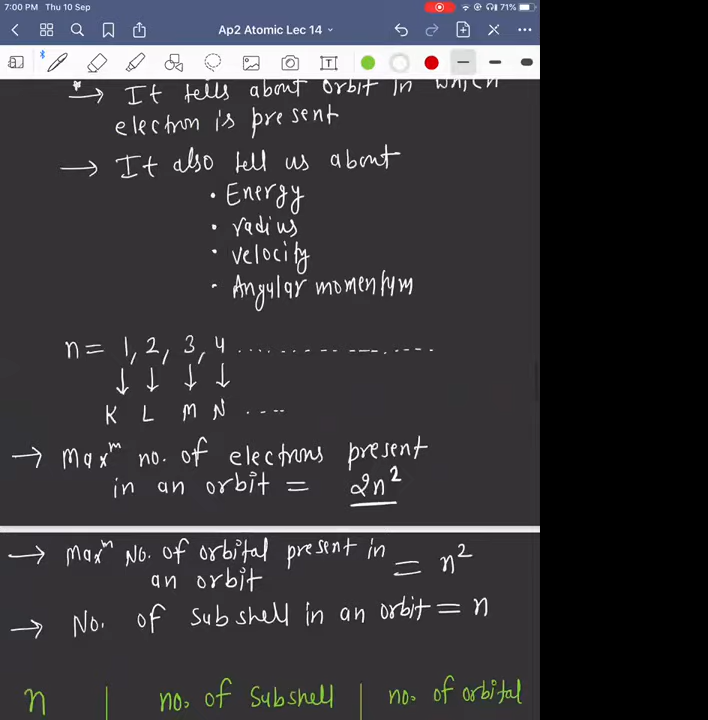 7:00 PM Thu 10 Sep 71%
Ap2 Atomic Lec 14
T
* → It tells about orbit in which
electron is present
→ It also tell us about
• Energy
• radius
• velocity
• Angular momentum
n = 1, 2, 3, 4 ..................
↓ ↓ ↓ ↓
K L M N ....
→ Maxᵐ no. of electrons present
in an orbit = 2n²
→ Maxᵐ No. of orbital present in
an orbit = n²
→ No. of Subshell in an orbit = n
n | no. of Subshell | no. of orbital